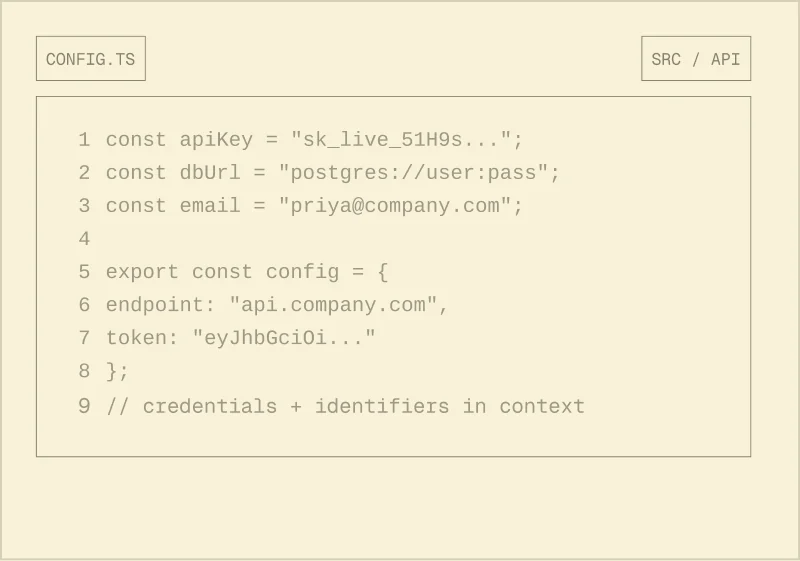 CONFIG.TS
SRC / API
1 const apiKey = "sk_live_51H9s...";
2 const dbUrl = "postgres://user:pass";
3 const email = "priya@company.com";
4
5 export const config = {
6 endpoint: "api.company.com",
7 token: "eyJhbGciOi..."
8 };
9 // credentials + identifiers in context